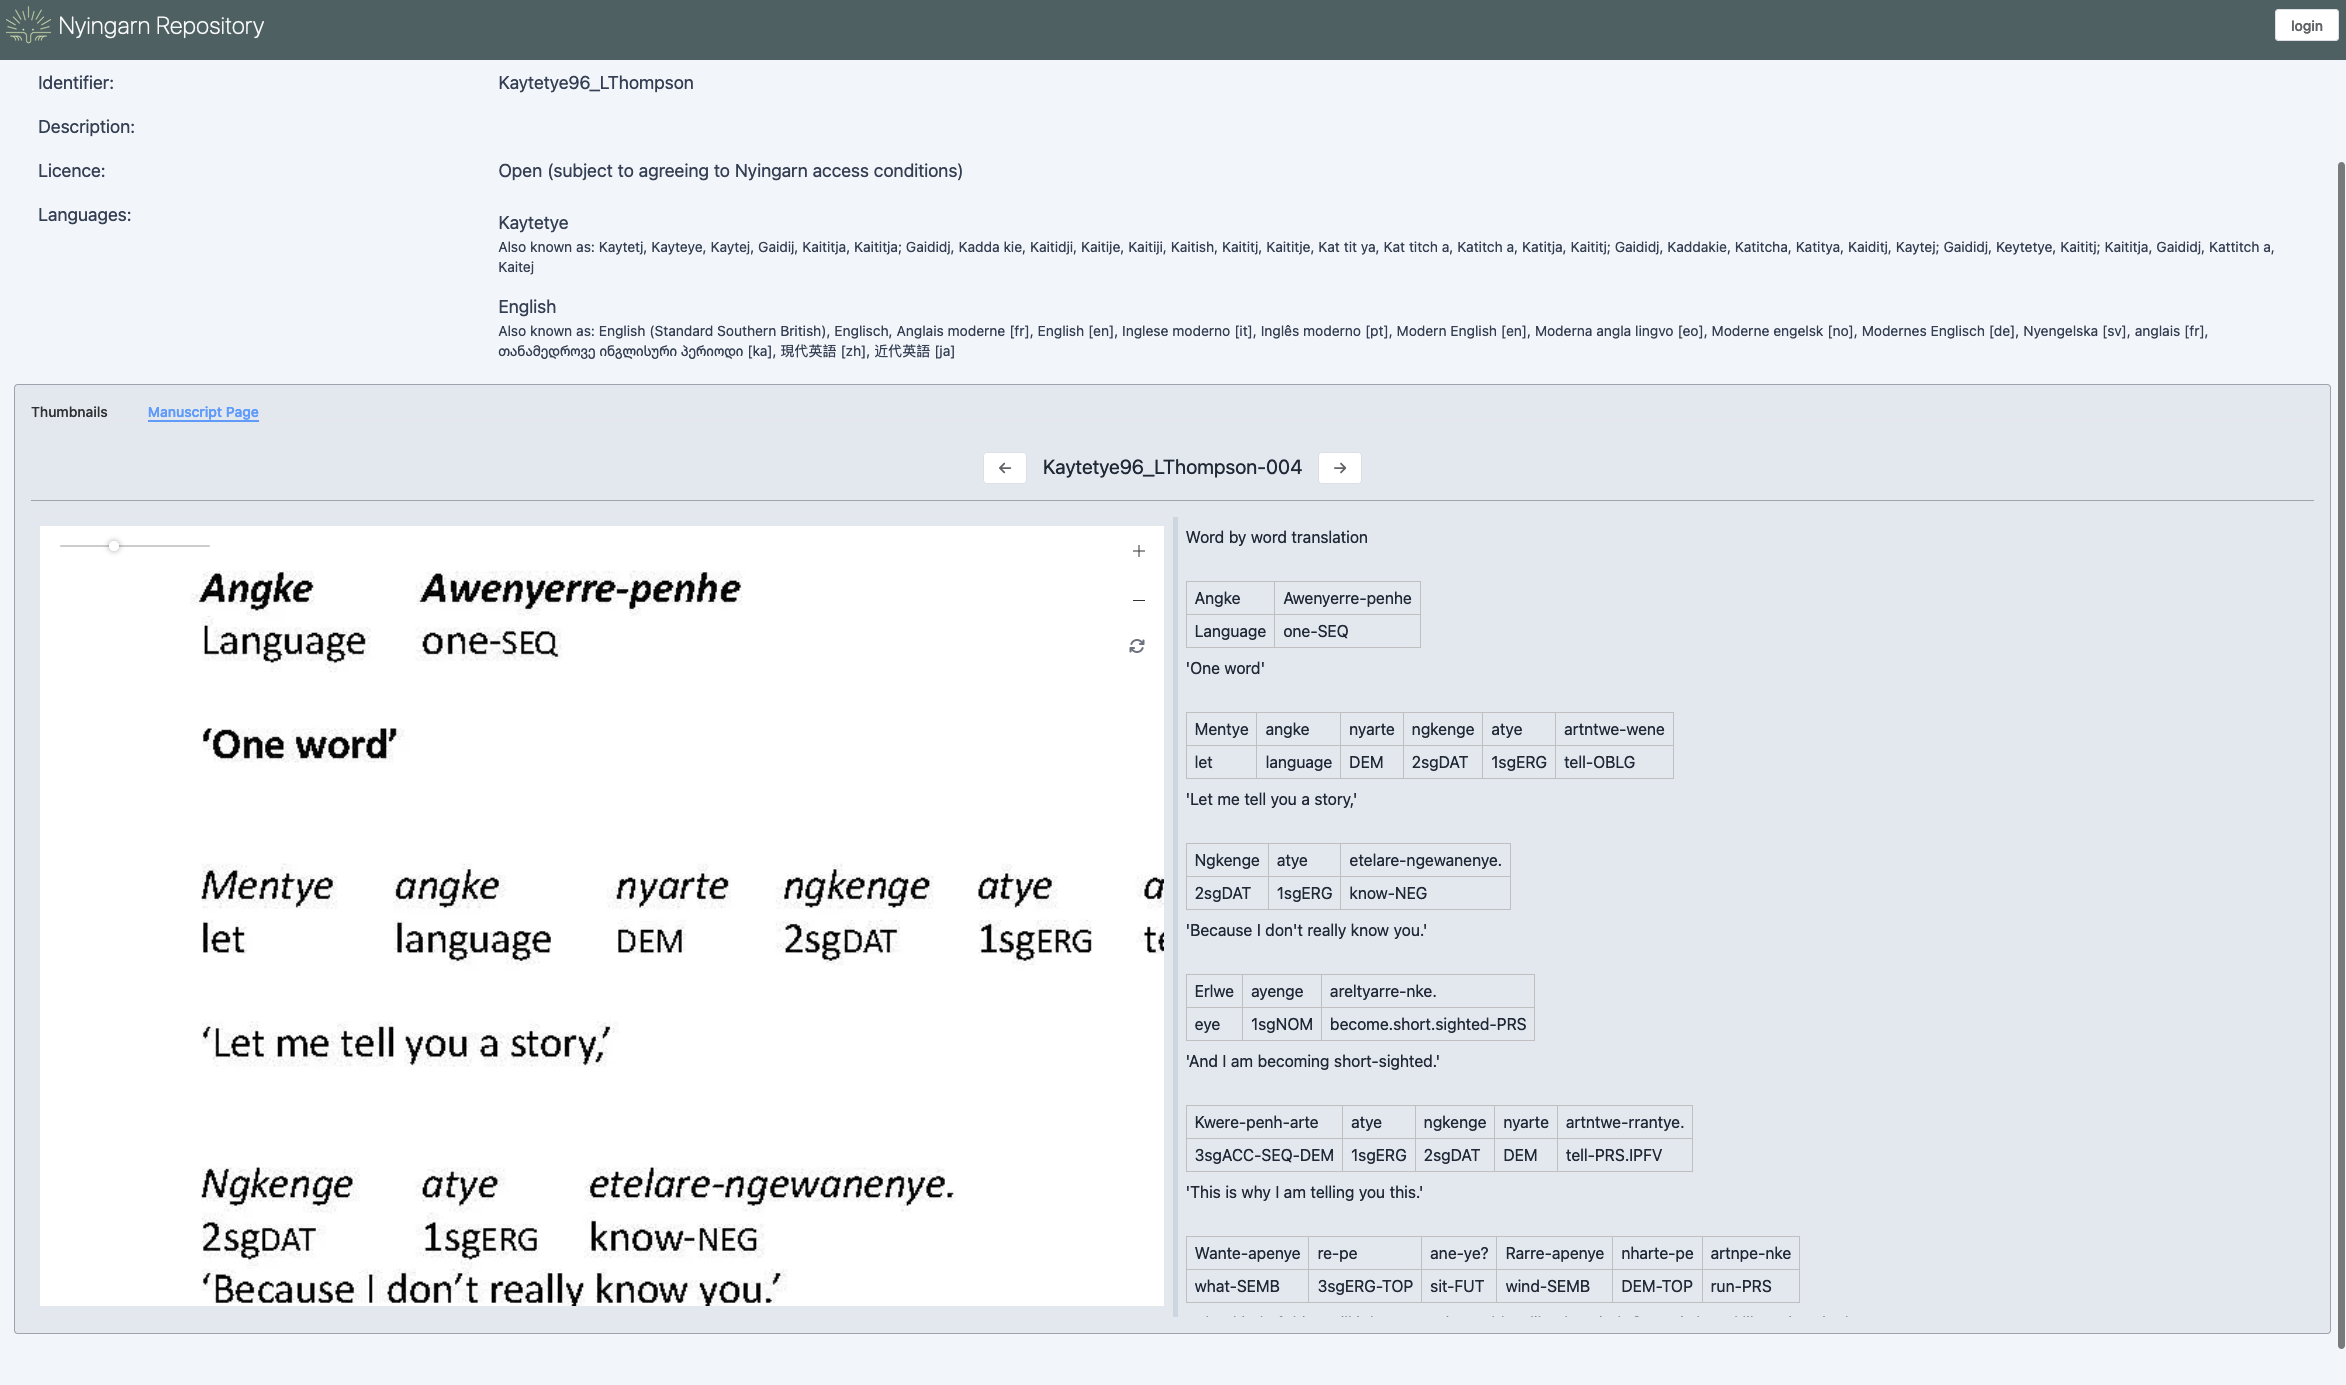 Nyingarn Repository
login
Identifier: Kaytetye96_LThompson
Description:
Licence: Open (subject to agreeing to Nyingarn access conditions)
Languages:
Kaytetye
Also known as: Kaytetj, Kayteye, Kaytej, Gaidij, Kaititja, Kaititja; Gaididj, Kadda kie, Kaitidji, Kaitije, Kaitiji, Kaitish, Kaititj, Kaititje, Kat tit ya, Kat titch a, Katitch a, Katitja, Kaititj; Gaididj, Kaddakie, Katitcha, Katitya, Kaiditj, Kaytej; Gaididj, Keytetye, Kaititj; Kaititja, Gaididj, Kattitch a,
Kaitej
English
Also known as: English (Standard Southern British), Englisch, Anglais moderne [fr], English [en], Inglese moderno [it], Inglês moderno [pt], Modern English [en], Moderna angla lingvo [eo], Moderne engelsk [no], Modernes Englisch [de], Nyengelska [sv], anglais [fr],
თანამედროვე ინგლისური პერიოდი [ka], 現代英語 [zh], 近代英語 [ja]
Thumbnails Manuscript Page
Kaytetye96_LThompson-004
Angke Awenyerre-penhe
Language one-SEQ
‘One word’
Mentye angke nyarte ngkenge atye a
let language DEM 2sgDAT 1sgERG te
‘Let me tell you a story,’
Ngkenge atye etelare-ngewanenye.
2sgDAT 1sgERG know-NEG
‘Because I don’t really know you.’
Word by word translation
Angke Awenyerre-penhe
Language one-SEQ
'One word'
Mentye angke nyarte ngkenge atye artntwe-wene
let language DEM 2sgDAT 1sgERG tell-OBLG
'Let me tell you a story,'
Ngkenge atye etelare-ngewanenye.
2sgDAT 1sgERG know-NEG
'Because I don't really know you.'
Erlwe ayenge areltyarre-nke.
eye 1sgNOM become.short.sighted-PRS
'And I am becoming short-sighted.'
Kwere-penh-arte atye ngkenge nyarte artntwe-rrantye.
3sgACC-SEQ-DEM 1sgERG 2sgDAT DEM tell-PRS.IPFV
'This is why I am telling you this.'
Wante-apenye re-pe ane-ye? Rarre-apenye nharte-pe artnpe-nke
what-SEMB 3sgERG-TOP sit-FUT wind-SEMB DEM-TOP run-PRS